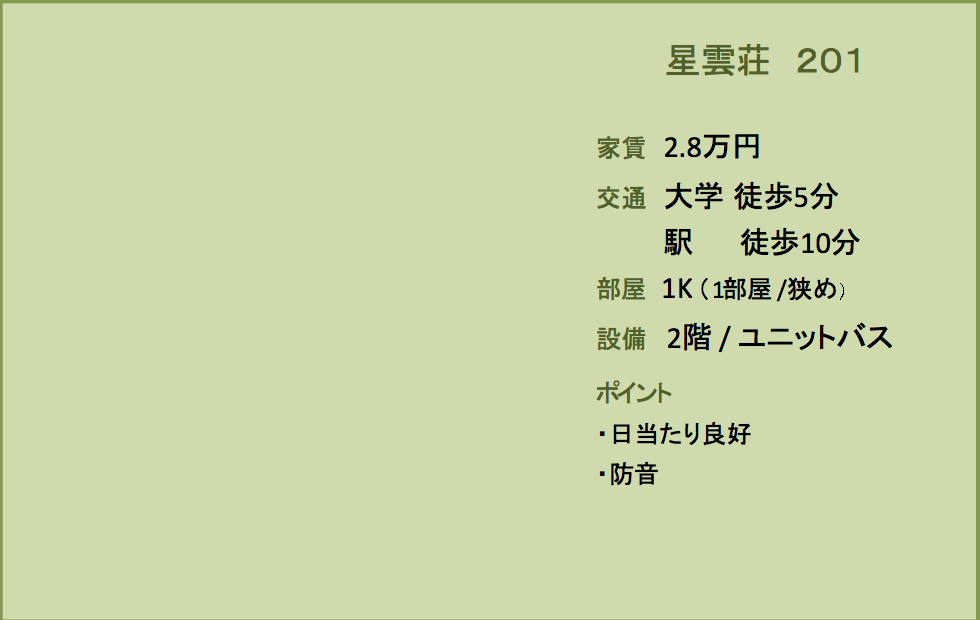 星雲荘　201
家賃 2.8万円
交通 大学 徒歩5分
駅 徒歩10分
部屋 1K（1部屋 /狭め）
設備 2階 / ユニットバス
ポイント
・日当たり良好
・防音